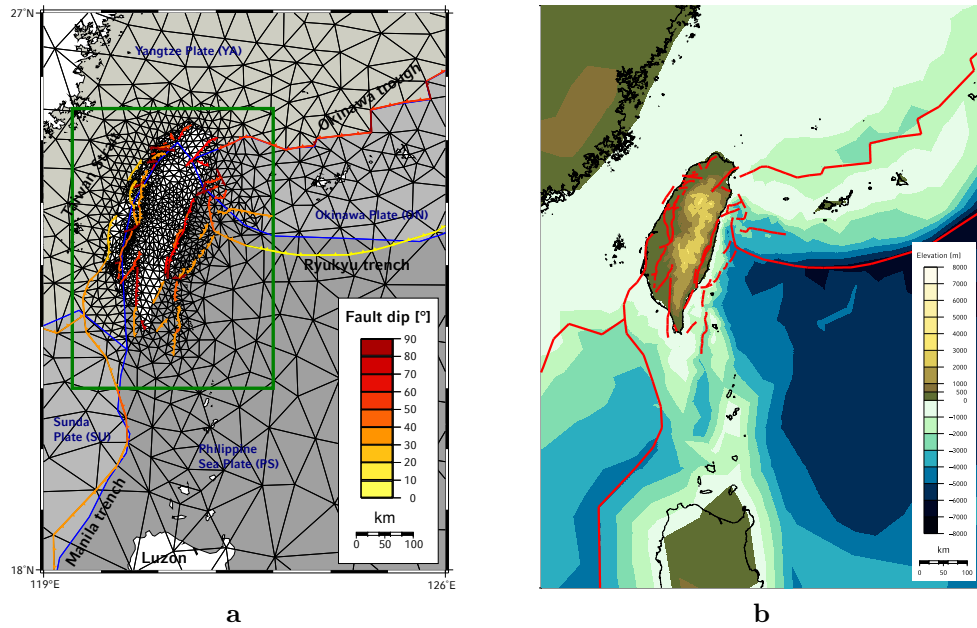 27°N
Yangtze Plate (YA)
Okinawa trough
Taiwan Strait
Okinawa Plate (ON)
Ryukyu trench
Fault dip [°]
90
80
70
60
50
40
30
20
10
0
km
0 50 100
Sunda
Plate (SU)
Philippine
Sea Plate (PS)
Manila trench
Luzon
18°N
119°E
126°E
a
Elevation [m]
8000
7000
6000
5000
4000
3000
2000
1000
500
0
−1000
−2000
−3000
−4000
−5000
−6000
−7000
−8000
km
0 50 100
b